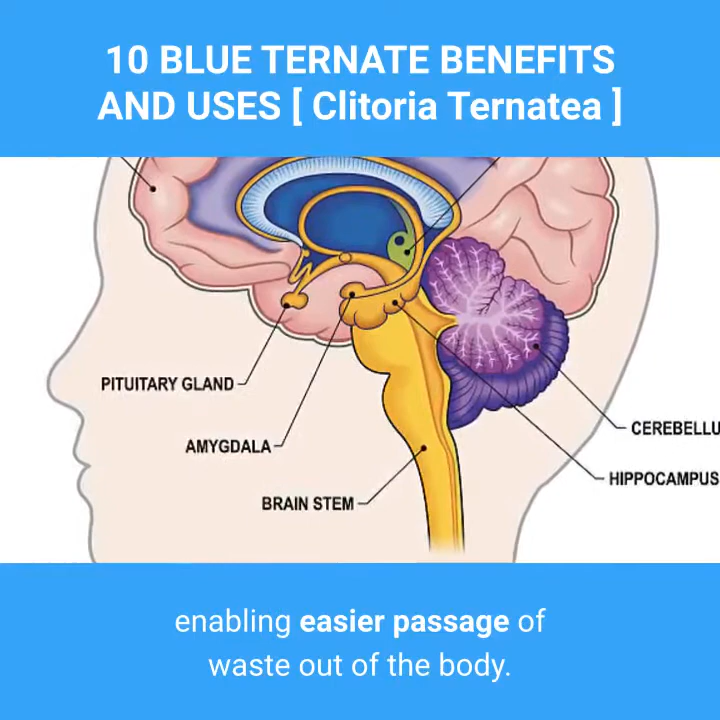 10 BLUE TERNATE BENEFITS
AND USES [ Clitoria Ternatea ]
PITUITARY GLAND
AMYGDALA
BRAIN STEM
CEREBELLU
HIPPOCAMPUS
enabling easier passage of
waste out of the body.